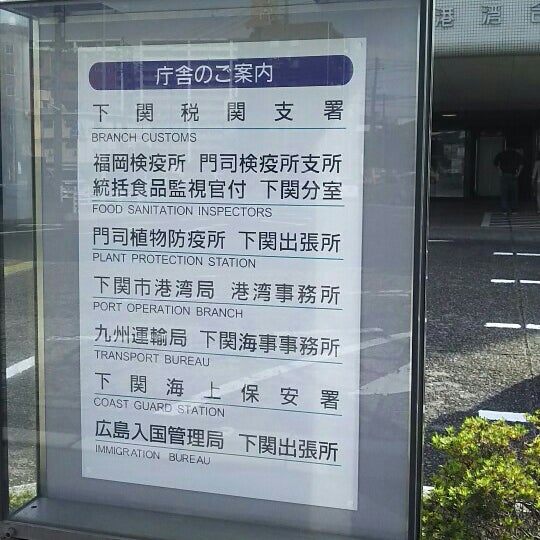 港湾合
庁舎のご案内
下関税関支署
BRANCH CUSTOMS
福岡検疫所 門司検疫所支所
統括食品監視官付 下関分室
FOOD SANITATION INSPECTORS
門司植物防疫所 下関出張所
PLANT PROTECTION STATION
下関市港湾局 港湾事務所
PORT OPERATION BRANCH
九州運輸局 下関海事事務所
TRANSPORT BUREAU
下関海上保安署
COAST GUARD STATION
広島入国管理局 下関出張所
IMMIGRATION BUREAU